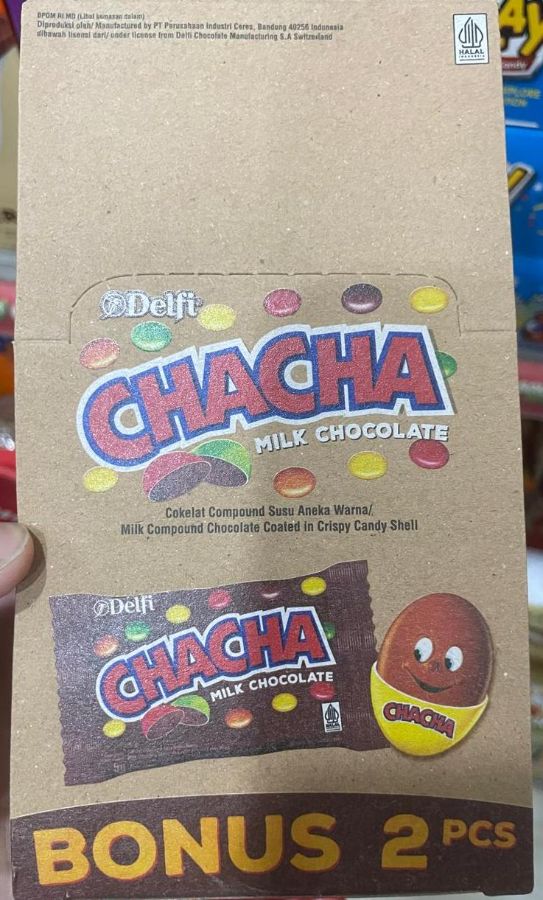 BPOM RI MD (Lihat kemasan dalam)
Diproduksi oleh/ Manufactured by PT Perusahaan Industri Ceres, Bandung 40256 Indonesia
dibawah lisensi dari/ under license from Delfi Chocolate Manufacturing S.A Switzerland
HALAL
INDONESIA
Delfi
CHACHA
MILK CHOCOLATE
Cokelat Compound Susu Aneka Warna/
Milk Compound Chocolate Coated in Crispy Candy Shell
Delfi
CHACHA
MILK CHOCOLATE
CHACHA
BONUS 2 PCS